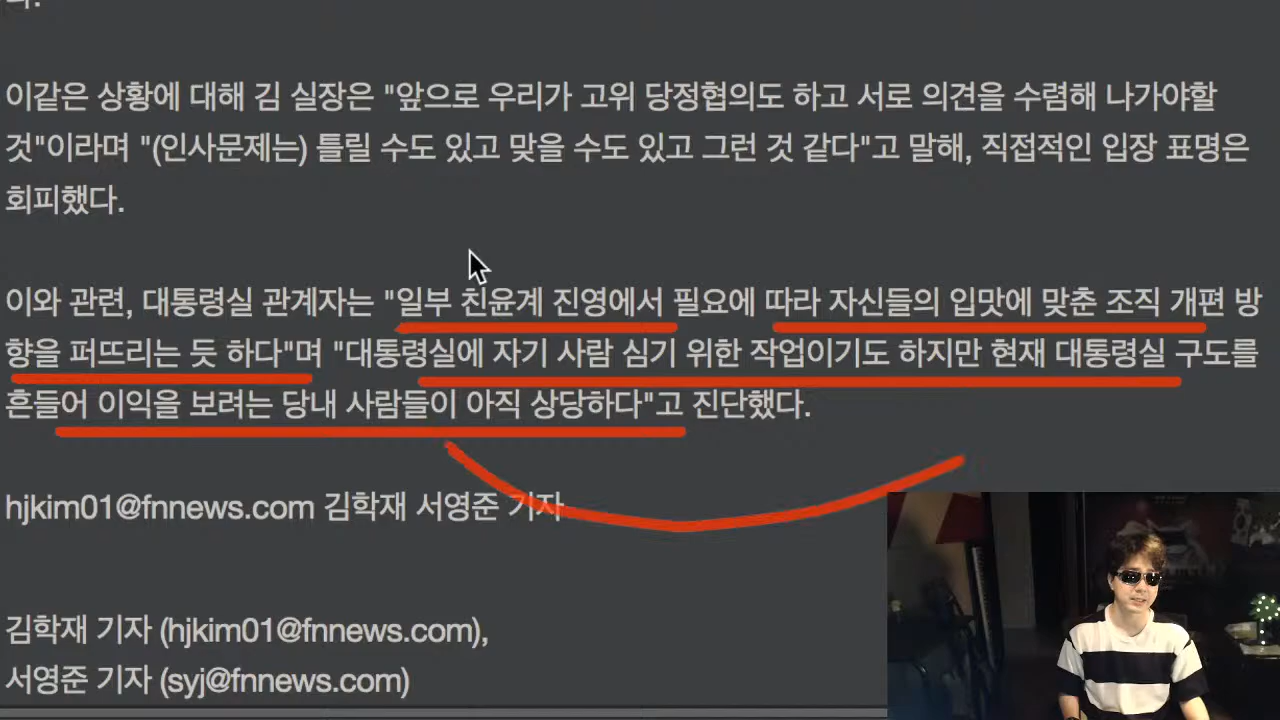 다.
이같은 상황에 대해 김 실장은 "앞으로 우리가 고위 당정협의도 하고 서로 의견을 수렴해 나가야할
것"이라며 "(인사문제는) 틀릴 수도 있고 맞을 수도 있고 그런 것 같다"고 말해, 직접적인 입장 표명은
회피했다.
이와 관련, 대통령실 관계자는 "일부 친윤계 진영에서 필요에 따라 자신들의 입맛에 맞춘 조직 개편 방
향을 퍼뜨리는 듯 하다"며 "대통령실에 자기 사람 심기 위한 작업이기도 하지만 현재 대통령실 구도를
흔들어 이익을 보려는 당내 사람들이 아직 상당하다"고 진단했다.
hjkim01@fnnews.com 김학재 서영준 기자
김학재 기자 (hjkim01@fnnews.com),
서영준 기자 (syj@fnnews.com)